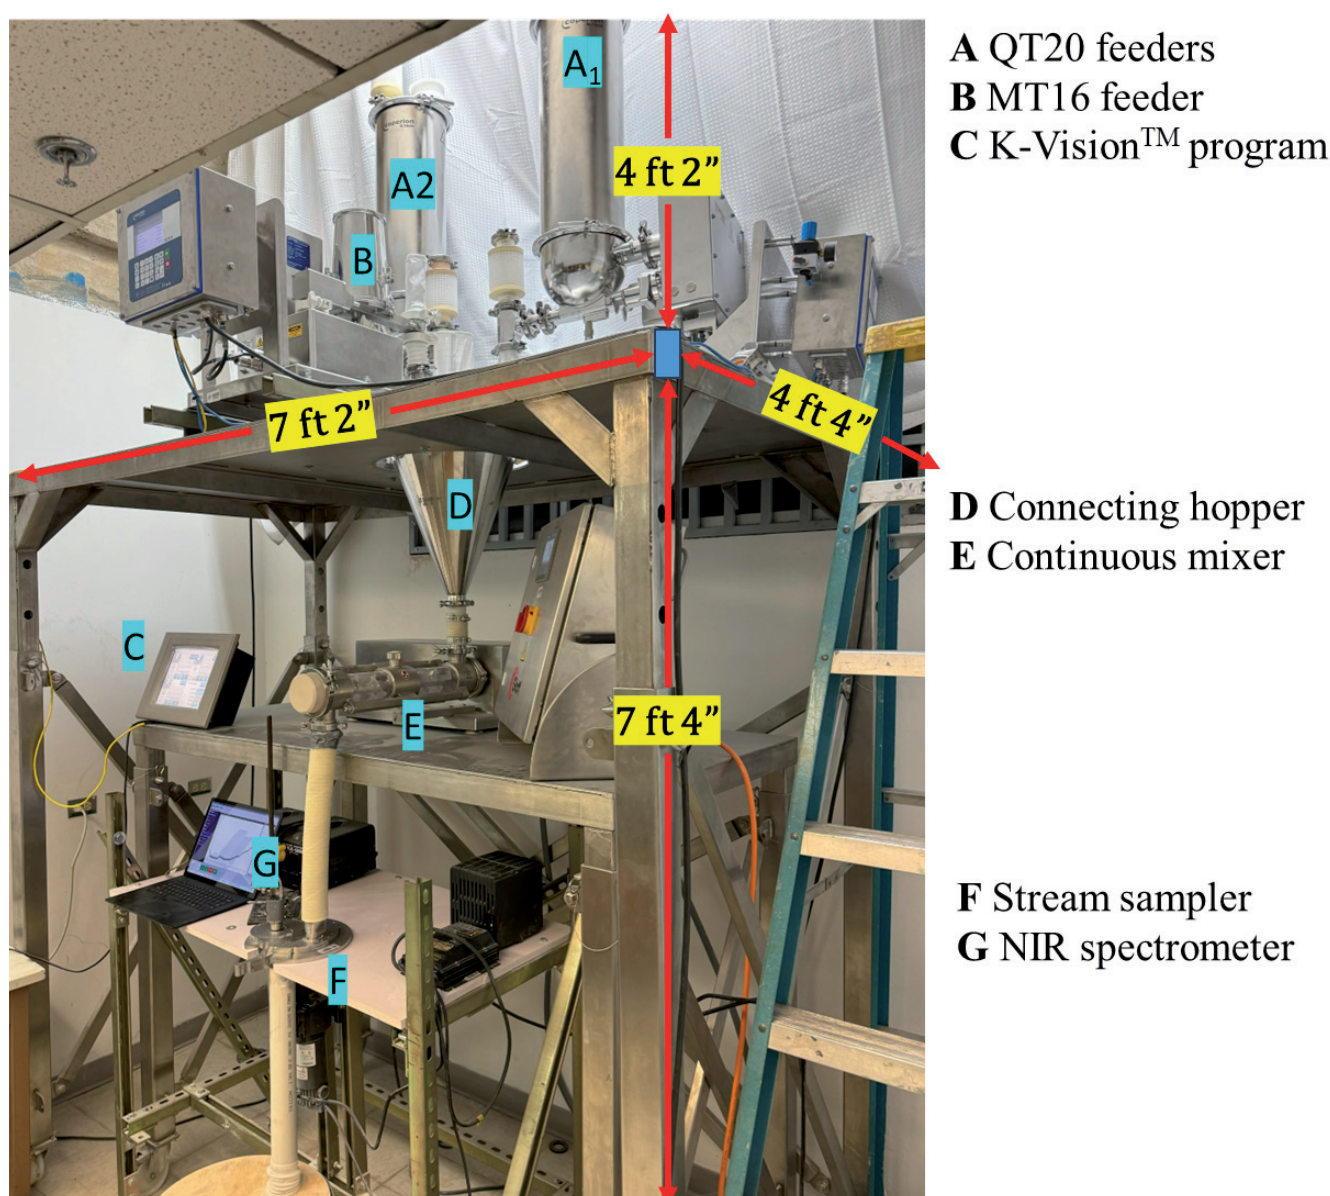 A QT20 feeders
B MT16 feeder
C K-Vision™ program
A₁
coperion
A2
B
4 ft 2”
7 ft 2”
4 ft 4”
D
D Connecting hopper
E Continuous mixer
C
E
7 ft 4”
G
F
F Stream sampler
G NIR spectrometer